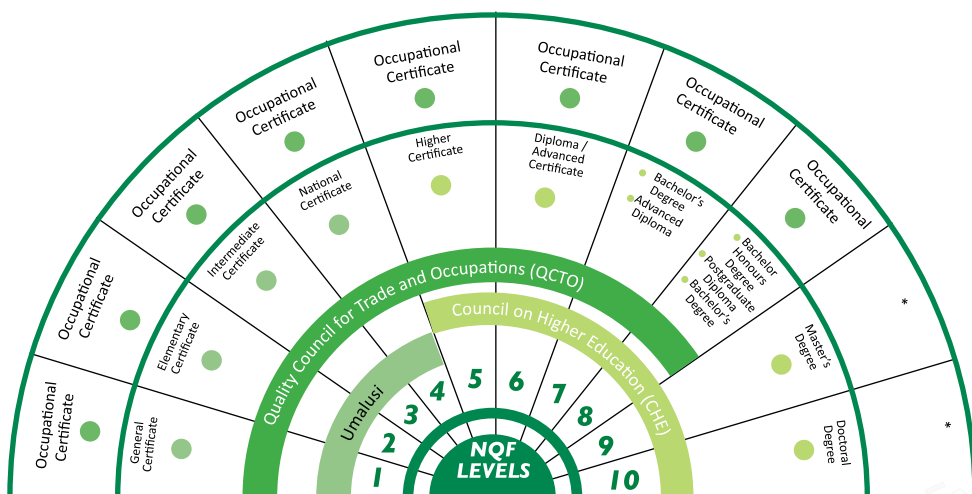 Occupational
Certificate
Occupational
Certificate
Occupational
Certificate
Occupational
Certificate
Occupational
Certificate
Occupational
Certificate
Occupational
Certificate
Occupational
Certificate
*
*
General
Certificate
Elementary
Certificate
Intermediate
Certificate
National
Certificate
Higher
Certificate
Diploma /
Advanced
Certificate
Bachelor's
Degree
Advanced
Diploma
Bachelor
Honours
Degree
Postgraduate
Diploma
Bachelor's
Degree
Master's
Degree
Doctoral
Degree
Quality Council for Trade and Occupations (QCTO)
Council on Higher Education (CHE)
Umalusi
1
2
3
4
5
6
7
8
9
10
NQF
LEVELS